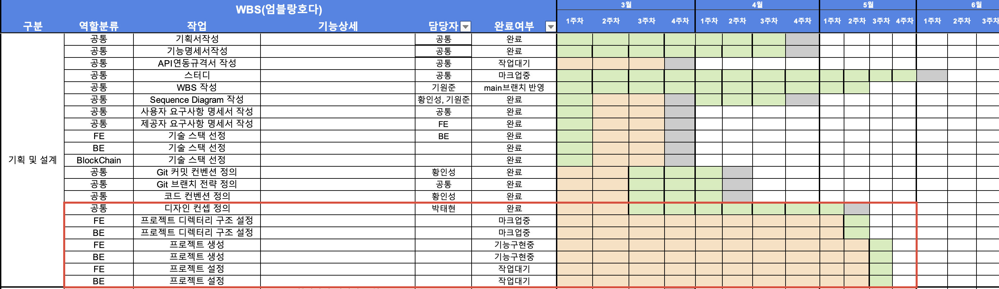 WBS(엄블랑호다)
3월 4월 5월 6월
구분 역할분류 작업 기능상세 담당자 완료여부 1주차 2주차 3주차 4주차 1주차 2주차 3주차 4주차 1주차 2주차 3주차 4주차 1주차 2주차 3주차
공통 기획서작성 공통 완료
공통 기능명세서작성 공통 완료
공통 API연동규격서 작성 공통 작업대기
공통 스터디 공통 마크업중
공통 WBS 작성 기원준 main브랜치 반영
공통 Sequence Diagram 작성 황인성, 기원준 완료
공통 사용자 요구사항 명세서 작성 공통 완료
공통 제공자 요구사항 명세서 작성 FE 완료
FE 기술 스택 선정 BE 완료
BE 기술 스택 선정 완료
기획 및 설계 BlockChain 기술 스택 선정 완료
공통 Git 커밋 컨벤션 정의 황인성 완료
공통 Git 브랜치 전략 정의 공통 완료
공통 코드 컨벤션 정의 황인성 완료
공통 디자인 컨셉 정의 박태현 완료
FE 프로젝트 디렉터리 구조 설정 마크업중
BE 프로젝트 디렉터리 구조 설정 마크업중
FE 프로젝트 생성 기능구현중
BE 프로젝트 생성 기능구현중
FE 프로젝트 설정 작업대기
BE 프로젝트 설정 작업대기